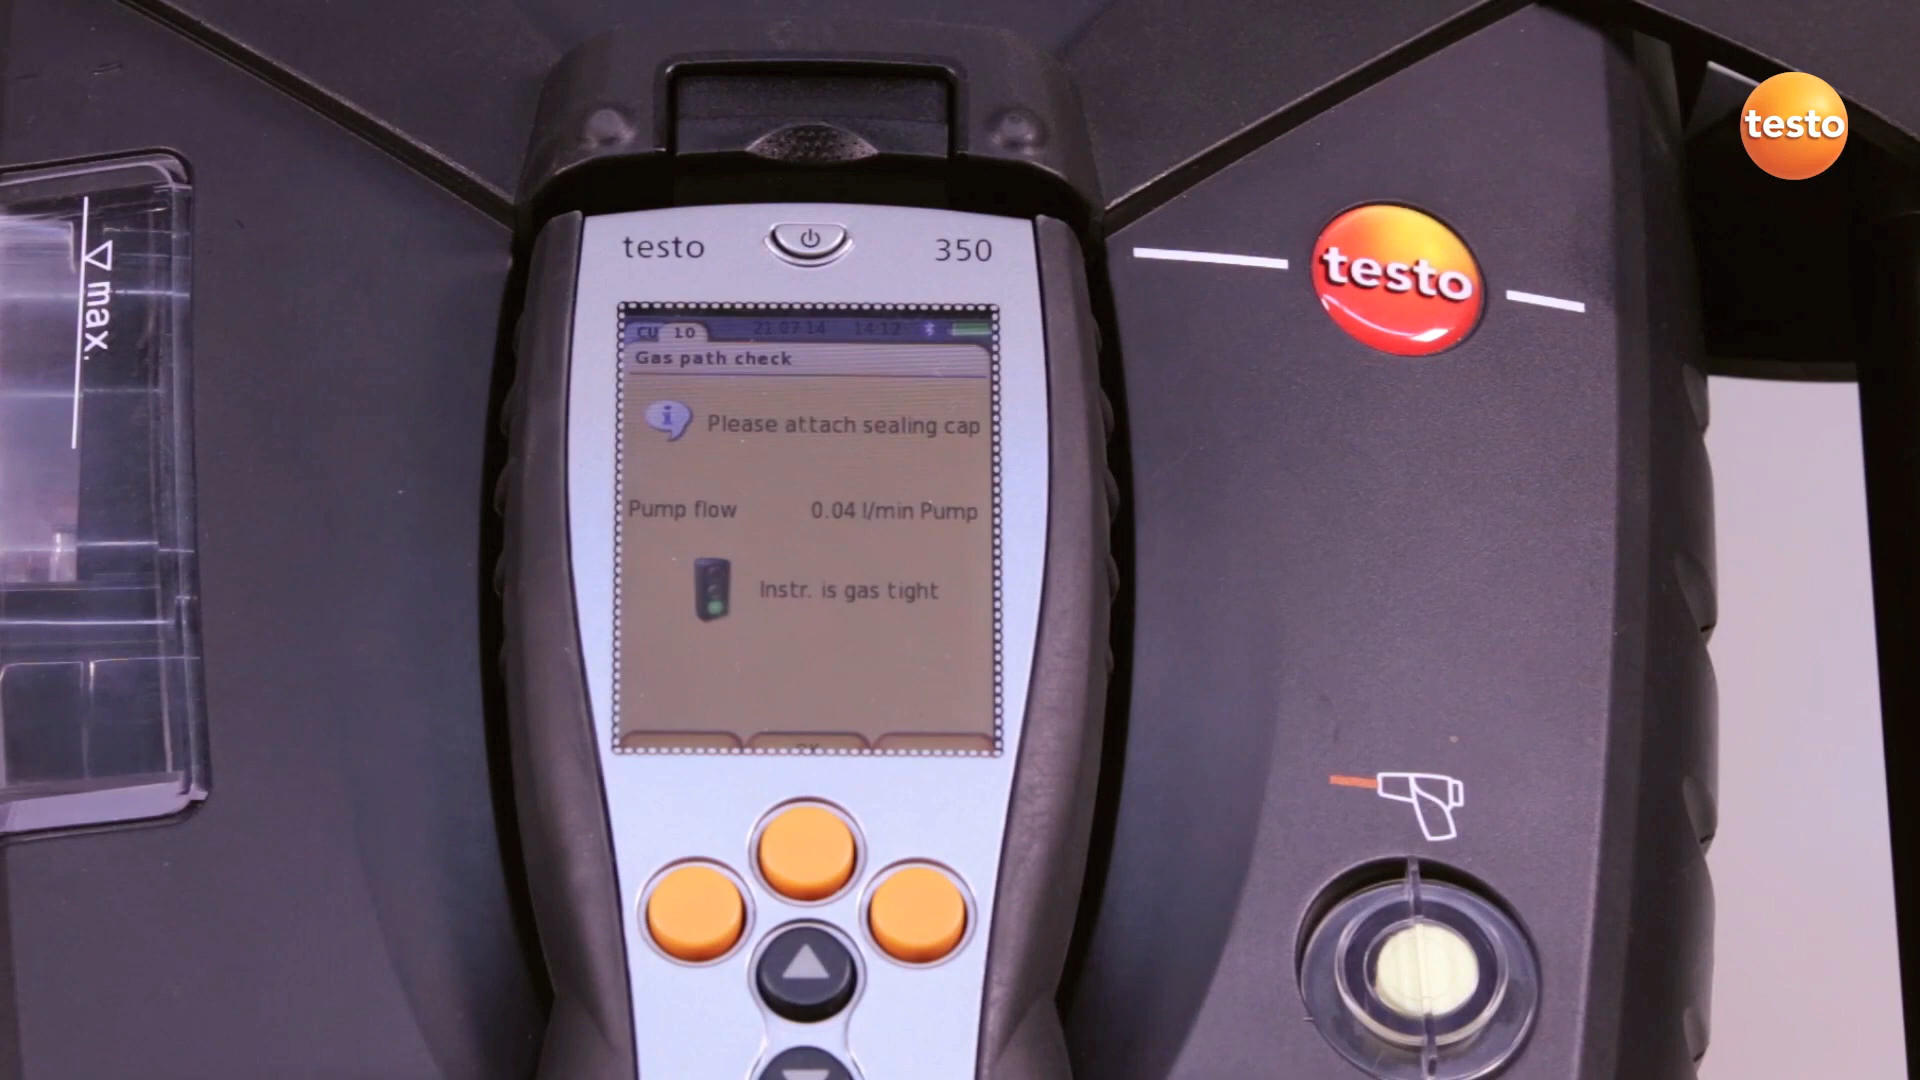 testo
testo
350
testo
▽ max.
CU 10 21.07.14 14:12
Gas path check
Please attach sealing cap
Pump flow 0.04 l/min Pump
Instr. is gas tight
OK